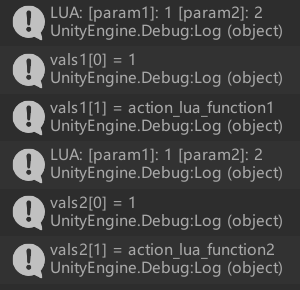 LUA: [param1]: 1 [param2]: 2
UnityEngine.Debug:Log (object)
vals1[0] = 1
UnityEngine.Debug:Log (object)
vals1[1] = action_lua_function1
UnityEngine.Debug:Log (object)
LUA: [param1]: 1 [param2]: 2
UnityEngine.Debug:Log (object)
vals2[0] = 1
UnityEngine.Debug:Log (object)
vals2[1] = action_lua_function2
UnityEngine.Debug:Log (object)